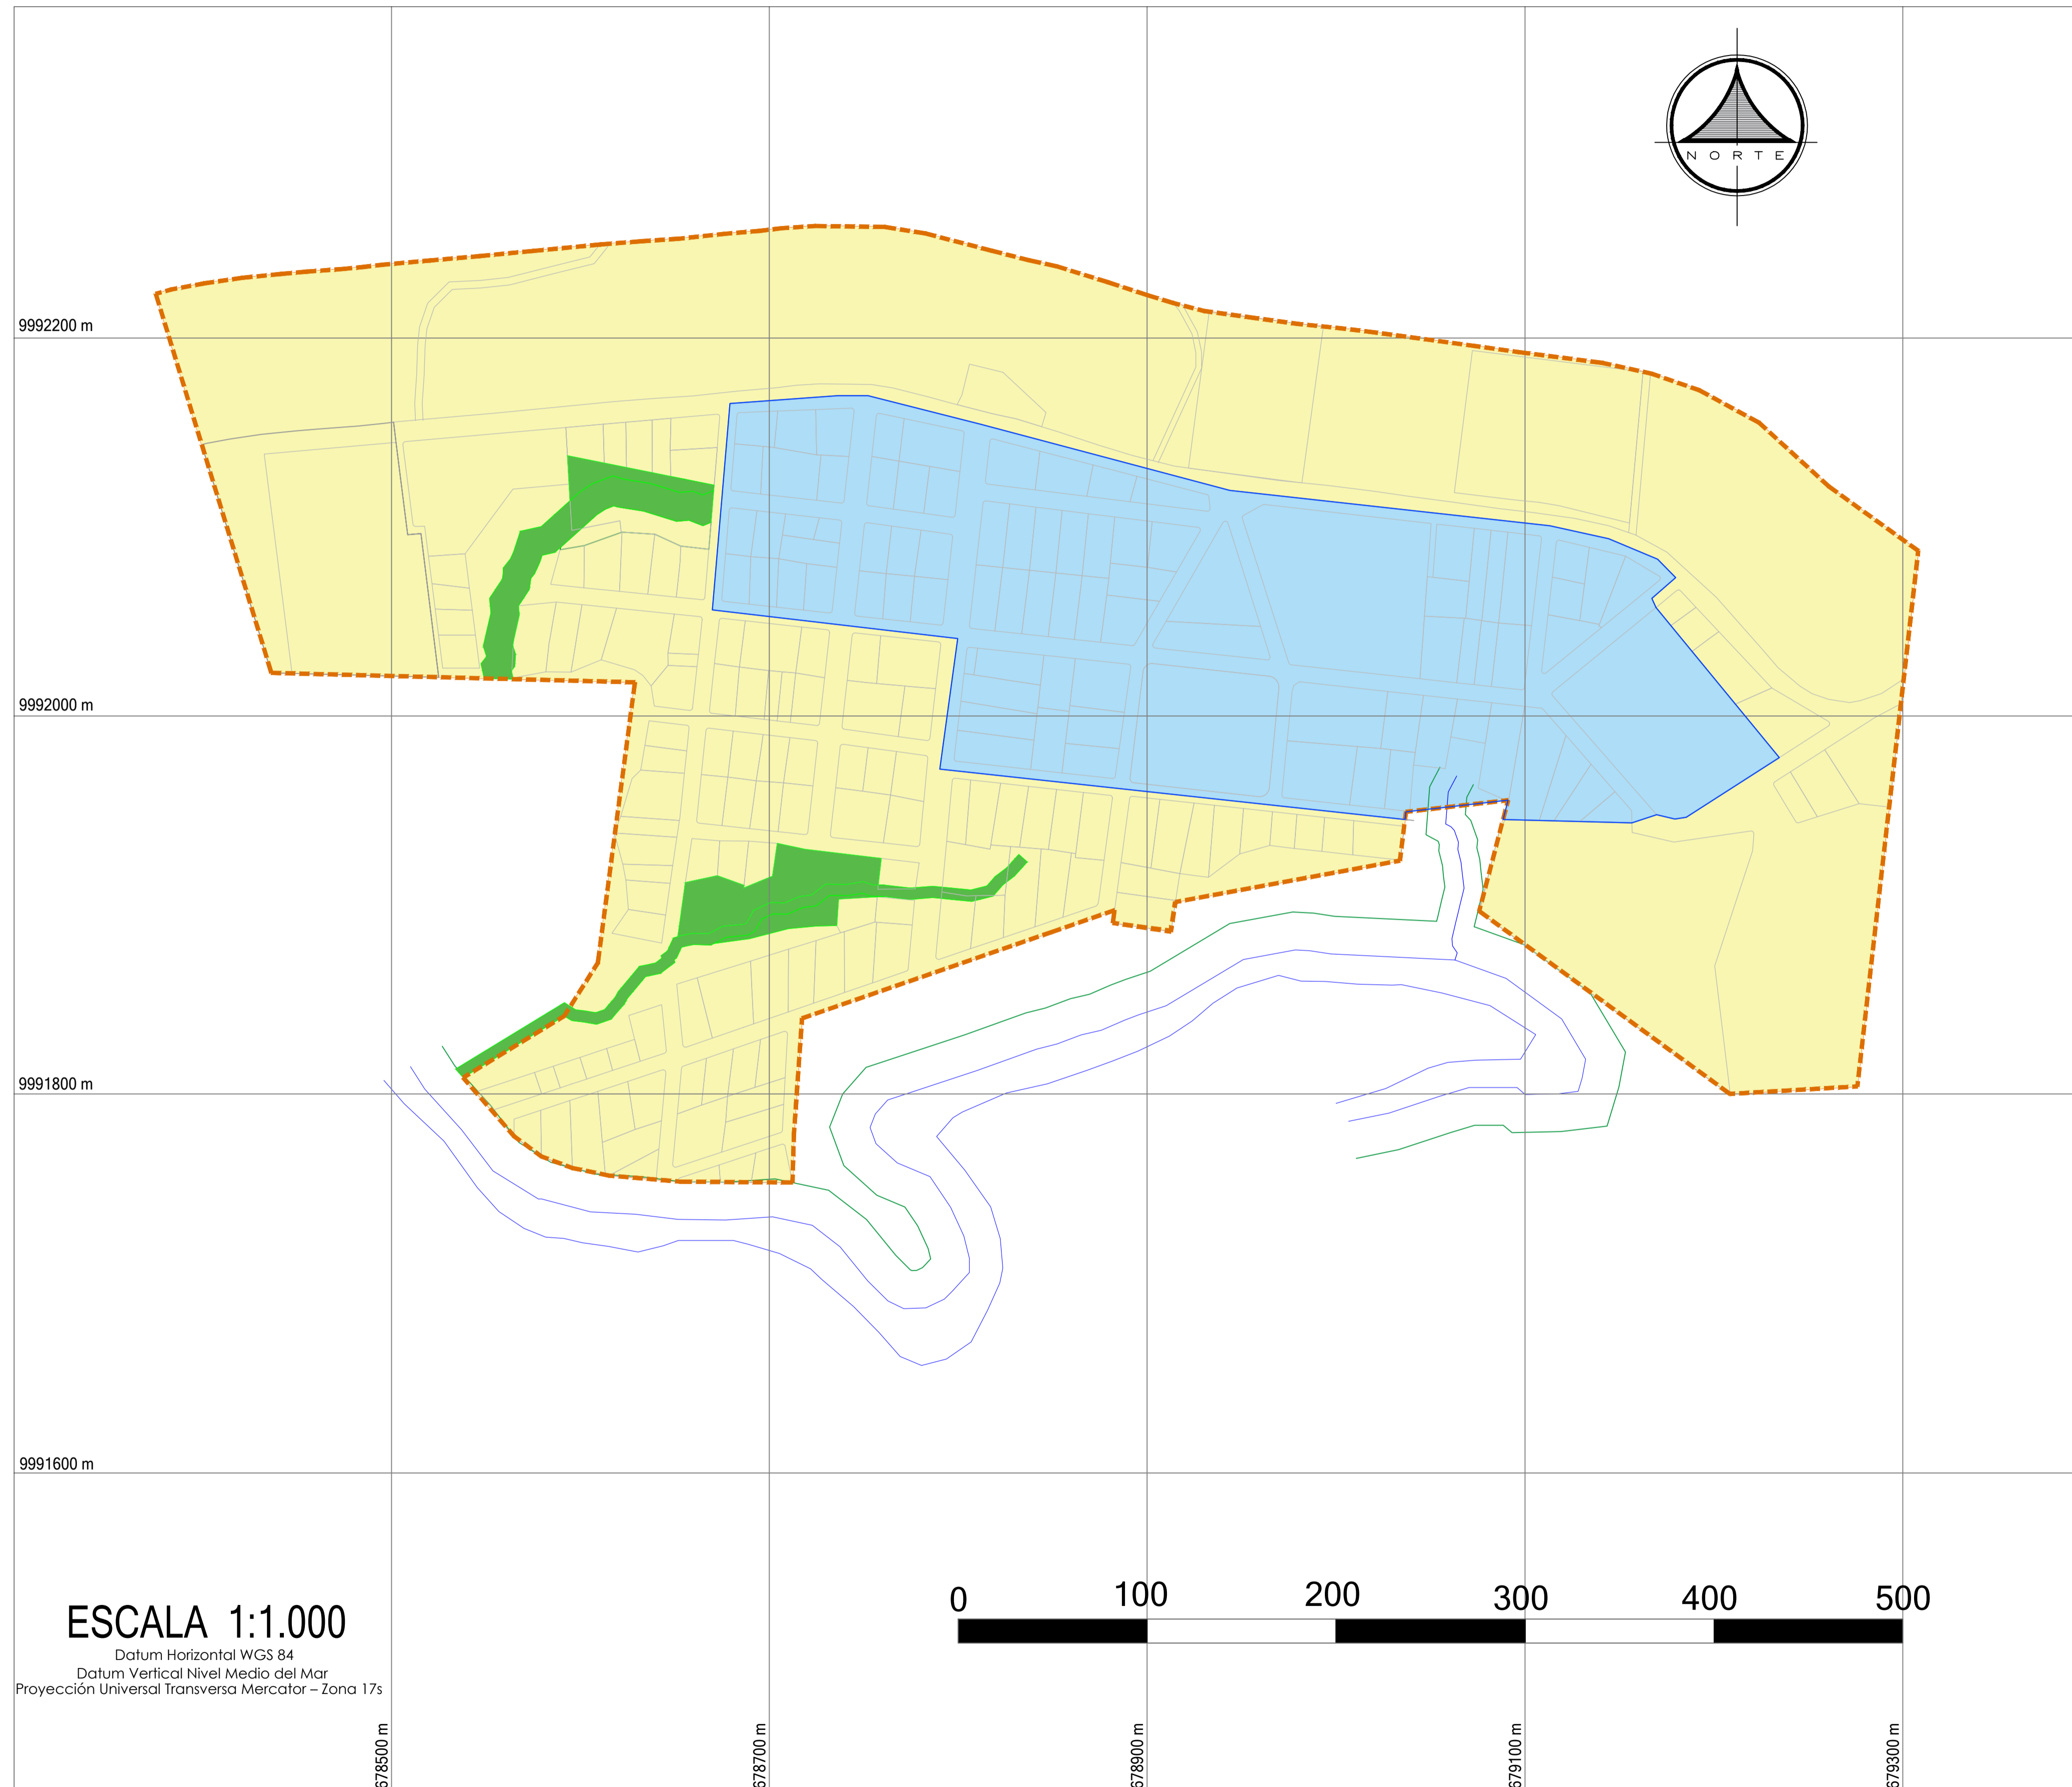 NORTE
9992200 m
9992000 m
9991800 m
9991600 m
0 100 200 300 400 500
ESCALA 1:1.000
Datum Horizontal WGS 84
Datum Vertical Nivel Medio del Mar
Proyección Universal Transversa Mercator – Zona 17s
678500 m
678700 m
678900 m
679100 m
679300 m